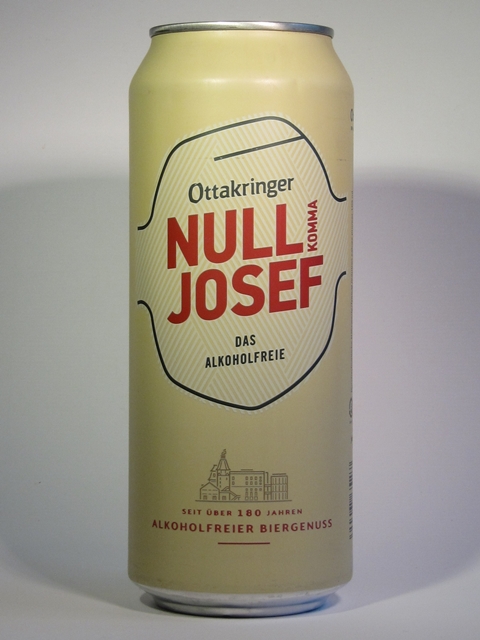 Ottakringer
NULL
KOMMA
JOSEF
DAS
ALKOHOLFREIE
SEIT ÜBER 180 JAHREN
ALKOHOLFREIER BIERGENUSS